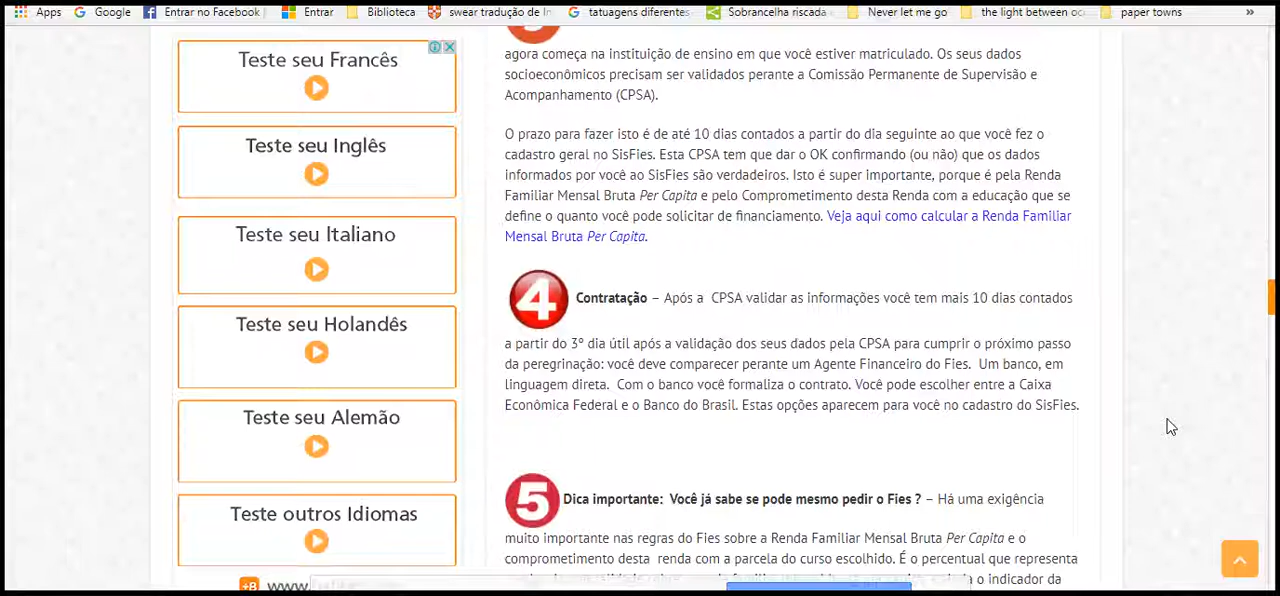 Apps Google Entrar no Facebook Entrar Biblioteca swear tradução de In tatuagens diferentes Sobrancelha riscada Never let me go the light between oce paper towns »
Teste seu Francês
Teste seu Inglês
Teste seu Italiano
Teste seu Holandês
Teste seu Alemão
Teste outros Idiomas
www.
agora começa na instituição de ensino em que você estiver matriculado. Os seus dados
socioeconômicos precisam ser validados perante a Comissão Permanente de Supervisão e
Acompanhamento (CPSA).
O prazo para fazer isto é de até 10 dias contados a partir do dia seguinte ao que você fez o
cadastro geral no SisFies. Esta CPSA tem que dar o OK confirmando (ou não) que os dados
informados por você ao SisFies são verdadeiros. Isto é super importante, porque é pela Renda
Familiar Mensal Bruta Per Capita e pelo Comprometimento desta Renda com a educação que se
define o quanto você pode solicitar de financiamento. Veja aqui como calcular a Renda Familiar
Mensal Bruta Per Capita.
4 Contratação – Após a CPSA validar as informações você tem mais 10 dias contados
a partir do 3º dia útil após a validação dos seus dados pela CPSA para cumprir o próximo passo
da peregrinação: você deve comparecer perante um Agente Financeiro do Fies. Um banco, em
linguagem direta. Com o banco você formaliza o contrato. Você pode escolher entre a Caixa
Econômica Federal e o Banco do Brasil. Estas opções aparecem para você no cadastro do SisFies.
5 Dica importante: Você já sabe se pode mesmo pedir o Fies ? – Há uma exigência
muito importante nas regras do Fies sobre a Renda Familiar Mensal Bruta Per Capita e o
comprometimento desta renda com a parcela do curso escolhido. É o percentual que representa
o indicador da